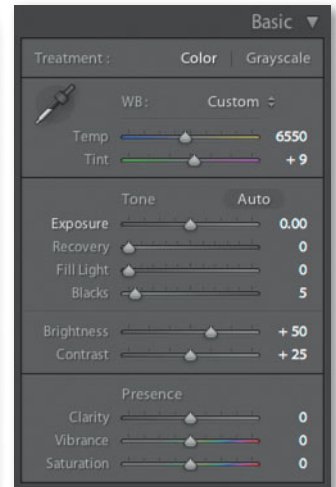 Basic ▼
Treatment : Color | Grayscale
WB : Custom
Temp 6550
Tint + 9
Tone Auto
Exposure 0.00
Recovery 0
Fill Light 0
Blacks 5
Brightness + 50
Contrast + 25
Presence
Clarity 0
Vibrance 0
Saturation 0